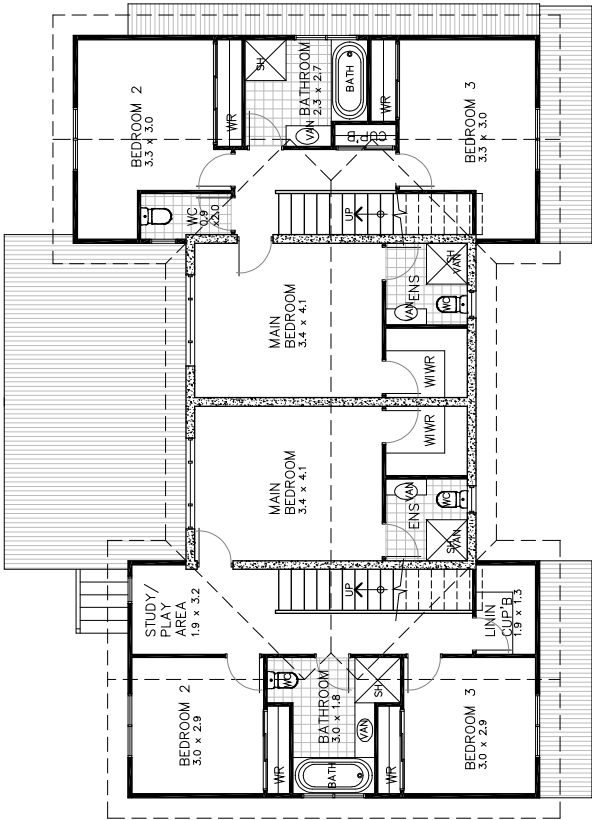 BEDROOM 2
3.3 x 3.0
WR
SH
BATHROOM
2.3 x 2.7
VAN
BATH
WR
CUP'B
BEDROOM 3
3.3 x 3.0
WC
0.9
x2.0
UP
MAIN
BEDROOM
3.4 x 4.1
ENS
SH
VAN
VAN
WC
WIWR
WIWR
MAIN
BEDROOM
3.4 x 4.1
ENS
VAN
WC
SH
VAN
STUDY/
PLAY
AREA
1.9 x 3.2
UP
LINEN
CUP'B
1.9 x 1.3
BEDROOM 2
3.0 x 2.9
WR
WC
BATHROOM
3.0 x 1.8
SH
VAN
BATH
WR
BEDROOM 3
3.0 x 2.9